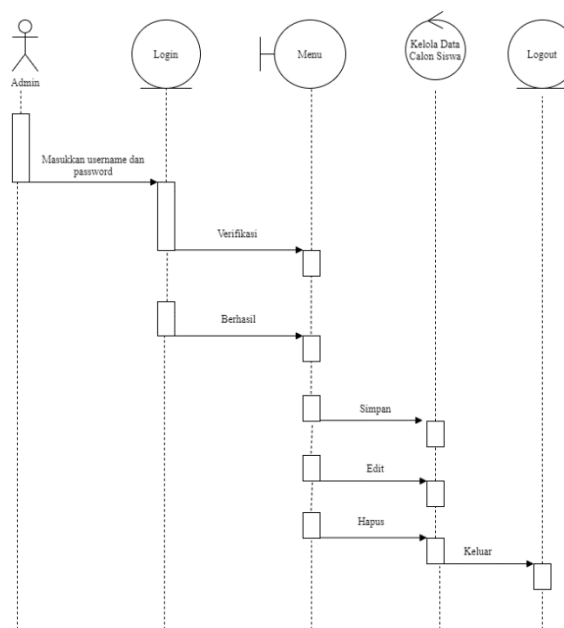 Login
Menu
Kelola Data
Calon Siswa
Logout
Admin
Masukkan username dan
password
Verifikasi
Berhasil
Simpan
Edit
Hapus
Keluar